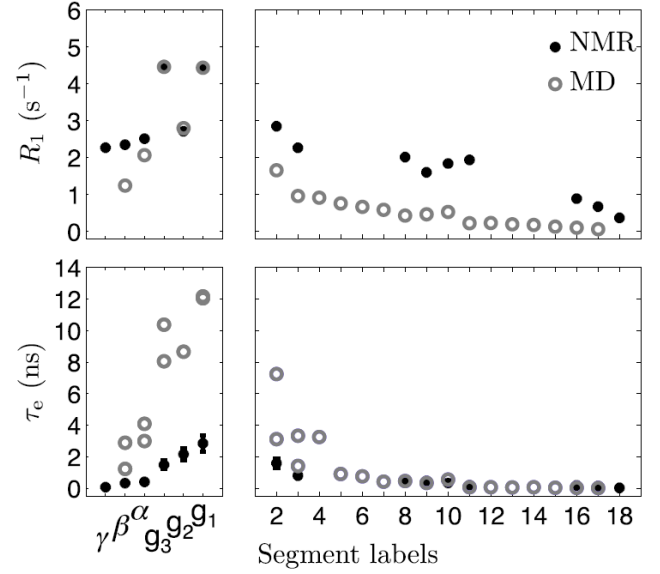 6
5
4
3
2
1
0
R₁ (s⁻¹)
NMR
MD
14
12
10
8
6
4
2
0
τₑ (ns)
γ β α g₃ g₂ g₁
2 4 6 8 10 12 14 16 18
Segment labels